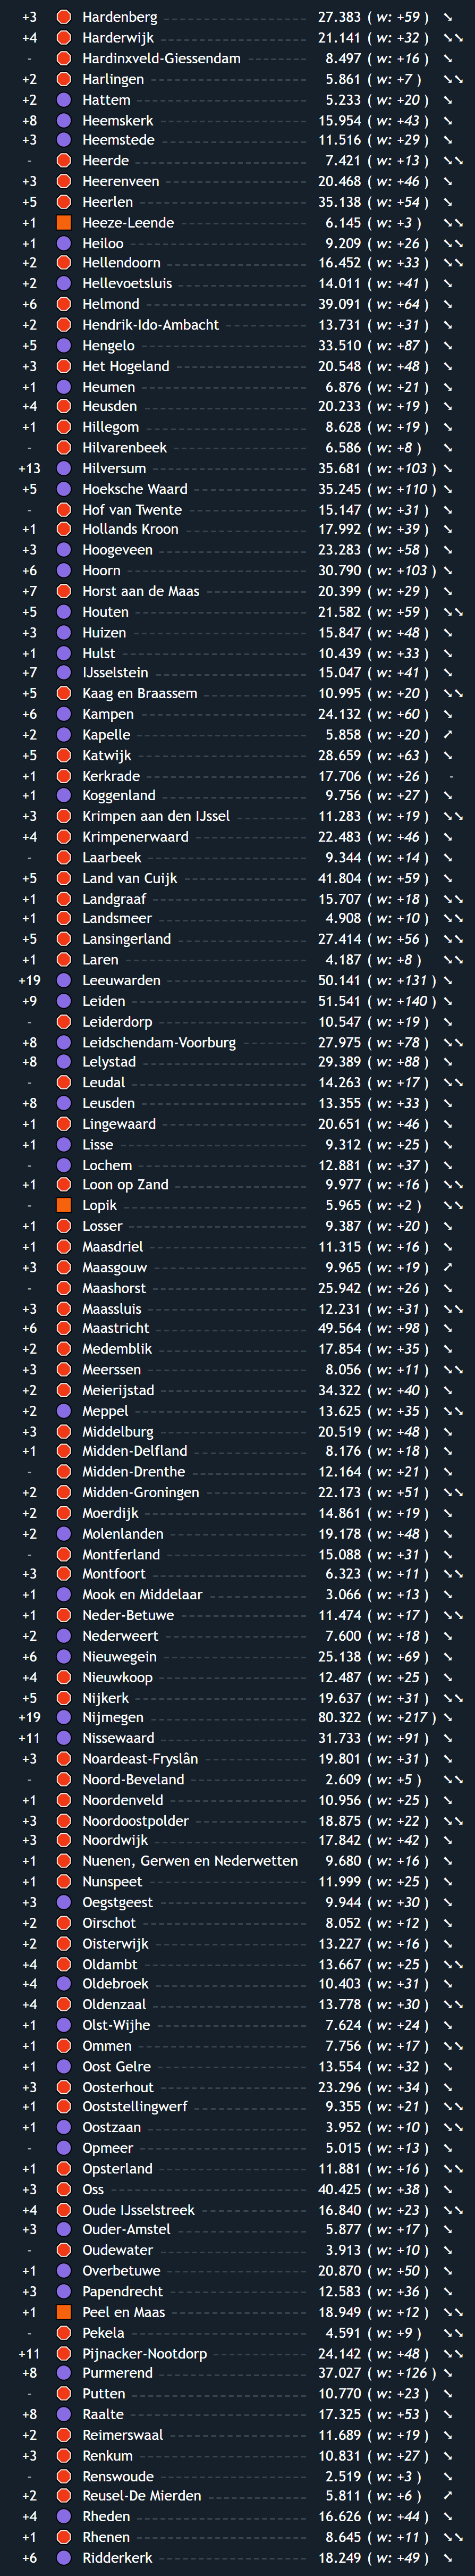 +3 Hardenberg 27.383 ( w: +59 )
+4 Harderwijk 21.141 ( w: +32 )
- Hardinxveld-Giessendam 8.497 ( w: +16 )
+2 Harlingen 5.861 ( w: +7 )
+2 Hattem 5.233 ( w: +20 )
+8 Heemskerk 15.954 ( w: +43 )
+3 Heemstede 11.516 ( w: +29 )
- Heerde 7.421 ( w: +13 )
+3 Heerenveen 20.468 ( w: +46 )
+5 Heerlen 35.138 ( w: +54 )
+1 Heeze-Leende 6.145 ( w: +3 )
+1 Heiloo 9.209 ( w: +26 )
+2 Hellendoorn 16.452 ( w: +33 )
+2 Hellevoetsluis 14.011 ( w: +41 )
+6 Helmond 39.091 ( w: +64 )
+2 Hendrik-Ido-Ambacht 13.731 ( w: +31 )
+5 Hengelo 33.510 ( w: +87 )
+3 Het Hogeland 20.548 ( w: +48 )
+1 Heumen 6.876 ( w: +21 )
+4 Heusden 20.233 ( w: +19 )
+1 Hillegom 8.628 ( w: +19 )
- Hilvarenbeek 6.586 ( w: +8 )
+13 Hilversum 35.681 ( w: +103 )
+5 Hoeksche Waard 35.245 ( w: +110 )
- Hof van Twente 15.147 ( w: +31 )
+1 Hollands Kroon 17.992 ( w: +39 )
+3 Hoogeveen 23.283 ( w: +58 )
+6 Hoorn 30.790 ( w: +103 )
+7 Horst aan de Maas 20.399 ( w: +29 )
+5 Houten 21.582 ( w: +59 )
+3 Huizen 15.847 ( w: +48 )
+1 Hulst 10.439 ( w: +33 )
+7 IJsselstein 15.047 ( w: +41 )
+5 Kaag en Braassem 10.995 ( w: +20 )
+6 Kampen 24.132 ( w: +60 )
+2 Kapelle 5.858 ( w: +20 )
+5 Katwijk 28.659 ( w: +63 )
+1 Kerkrade 17.706 ( w: +26 ) -
+1 Koggenland 9.756 ( w: +27 )
+3 Krimpen aan den IJssel 11.283 ( w: +19 )
+4 Krimpenerwaard 22.483 ( w: +46 )
- Laarbeek 9.344 ( w: +14 )
+5 Land van Cuijk 41.804 ( w: +59 )
+1 Landgraaf 15.707 ( w: +18 )
+1 Landsmeer 4.908 ( w: +10 )
+5 Lansingerland 27.414 ( w: +56 )
+1 Laren 4.187 ( w: +8 )
+19 Leeuwarden 50.141 ( w: +131 )
+9 Leiden 51.541 ( w: +140 )
- Leiderdorp 10.547 ( w: +19 )
+8 Leidschendam-Voorburg 27.975 ( w: +78 )
+8 Lelystad 29.389 ( w: +88 )
- Leudal 14.263 ( w: +17 )
+8 Leusden 13.355 ( w: +33 )
+1 Lingewaard 20.651 ( w: +46 )
+1 Lisse 9.312 ( w: +25 )
- Lochem 12.881 ( w: +37 )
+1 Loon op Zand 9.977 ( w: +16 )
- Lopik 5.965 ( w: +2 )
+1 Losser 9.387 ( w: +20 )
+1 Maasdriel 11.315 ( w: +16 )
+3 Maasgouw 9.965 ( w: +19 )
- Maashorst 25.942 ( w: +26 )
+3 Maassluis 12.231 ( w: +31 )
+6 Maastricht 49.564 ( w: +98 )
+2 Medemblik 17.854 ( w: +35 )
+3 Meerssen 8.056 ( w: +11 )
+2 Meierijstad 34.322 ( w: +40 )
+2 Meppel 13.625 ( w: +35 )
+3 Middelburg 20.519 ( w: +48 )
+1 Midden-Delfland 8.176 ( w: +18 )
- Midden-Drenthe 12.164 ( w: +21 )
+2 Midden-Groningen 22.173 ( w: +51 )
+2 Moerdijk 14.861 ( w: +19 )
+2 Molenlanden 19.178 ( w: +48 )
- Montferland 15.088 ( w: +31 )
+3 Montfoort 6.323 ( w: +11 )
+1 Mook en Middelaar 3.066 ( w: +13 )
+1 Neder-Betuwe 11.474 ( w: +17 )
+2 Nederweert 7.600 ( w: +18 )
+6 Nieuwegein 25.138 ( w: +69 )
+4 Nieuwkoop 12.487 ( w: +25 )
+5 Nijkerk 19.637 ( w: +31 )
+19 Nijmegen 80.322 ( w: +217 )
+11 Nissewaard 31.733 ( w: +91 )
+3 Noardeast-Fryslân 19.801 ( w: +31 )
- Noord-Beveland 2.609 ( w: +5 )
+1 Noordenveld 10.956 ( w: +25 )
+3 Noordoostpolder 18.875 ( w: +22 )
+3 Noordwijk 17.842 ( w: +42 )
+1 Nuenen, Gerwen en Nederwetten 9.680 ( w: +16 )
+1 Nunspeet 11.999 ( w: +25 )
+3 Oegstgeest 9.944 ( w: +30 )
+2 Oirschot 8.052 ( w: +12 )
+2 Oisterwijk 13.227 ( w: +16 )
+4 Oldambt 13.667 ( w: +25 )
+4 Oldebroek 10.403 ( w: +31 )
+4 Oldenzaal 13.778 ( w: +30 )
+1 Olst-Wijhe 7.624 ( w: +24 )
+1 Ommen 7.756 ( w: +17 )
+1 Oost Gelre 13.554 ( w: +32 )
+3 Oosterhout 23.296 ( w: +34 )
+1 Ooststellingwerf 9.355 ( w: +21 )
+1 Oostzaan 3.952 ( w: +10 )
- Opmeer 5.015 ( w: +13 )
+1 Opsterland 11.881 ( w: +16 )
+3 Oss 40.425 ( w: +38 )
+4 Oude IJsselstreek 16.840 ( w: +23 )
+3 Ouder-Amstel 5.877 ( w: +17 )
- Oudewater 3.913 ( w: +10 )
+1 Overbetuwe 20.870 ( w: +50 )
+3 Papendrecht 12.583 ( w: +36 )
+1 Peel en Maas 18.949 ( w: +12 )
- Pekela 4.591 ( w: +9 )
+11 Pijnacker-Nootdorp 24.142 ( w: +48 )
+8 Purmerend 37.027 ( w: +126 )
- Putten 10.770 ( w: +23 )
+8 Raalte 17.325 ( w: +53 )
+2 Reimerswaal 11.689 ( w: +19 )
+3 Renkum 10.831 ( w: +27 )
- Renswoude 2.519 ( w: +3 )
+2 Reusel-De Mierden 5.811 ( w: +6 )
+4 Rheden 16.626 ( w: +44 )
+1 Rhenen 8.645 ( w: +11 )
+6 Ridderkerk 18.249 ( w: +49 )